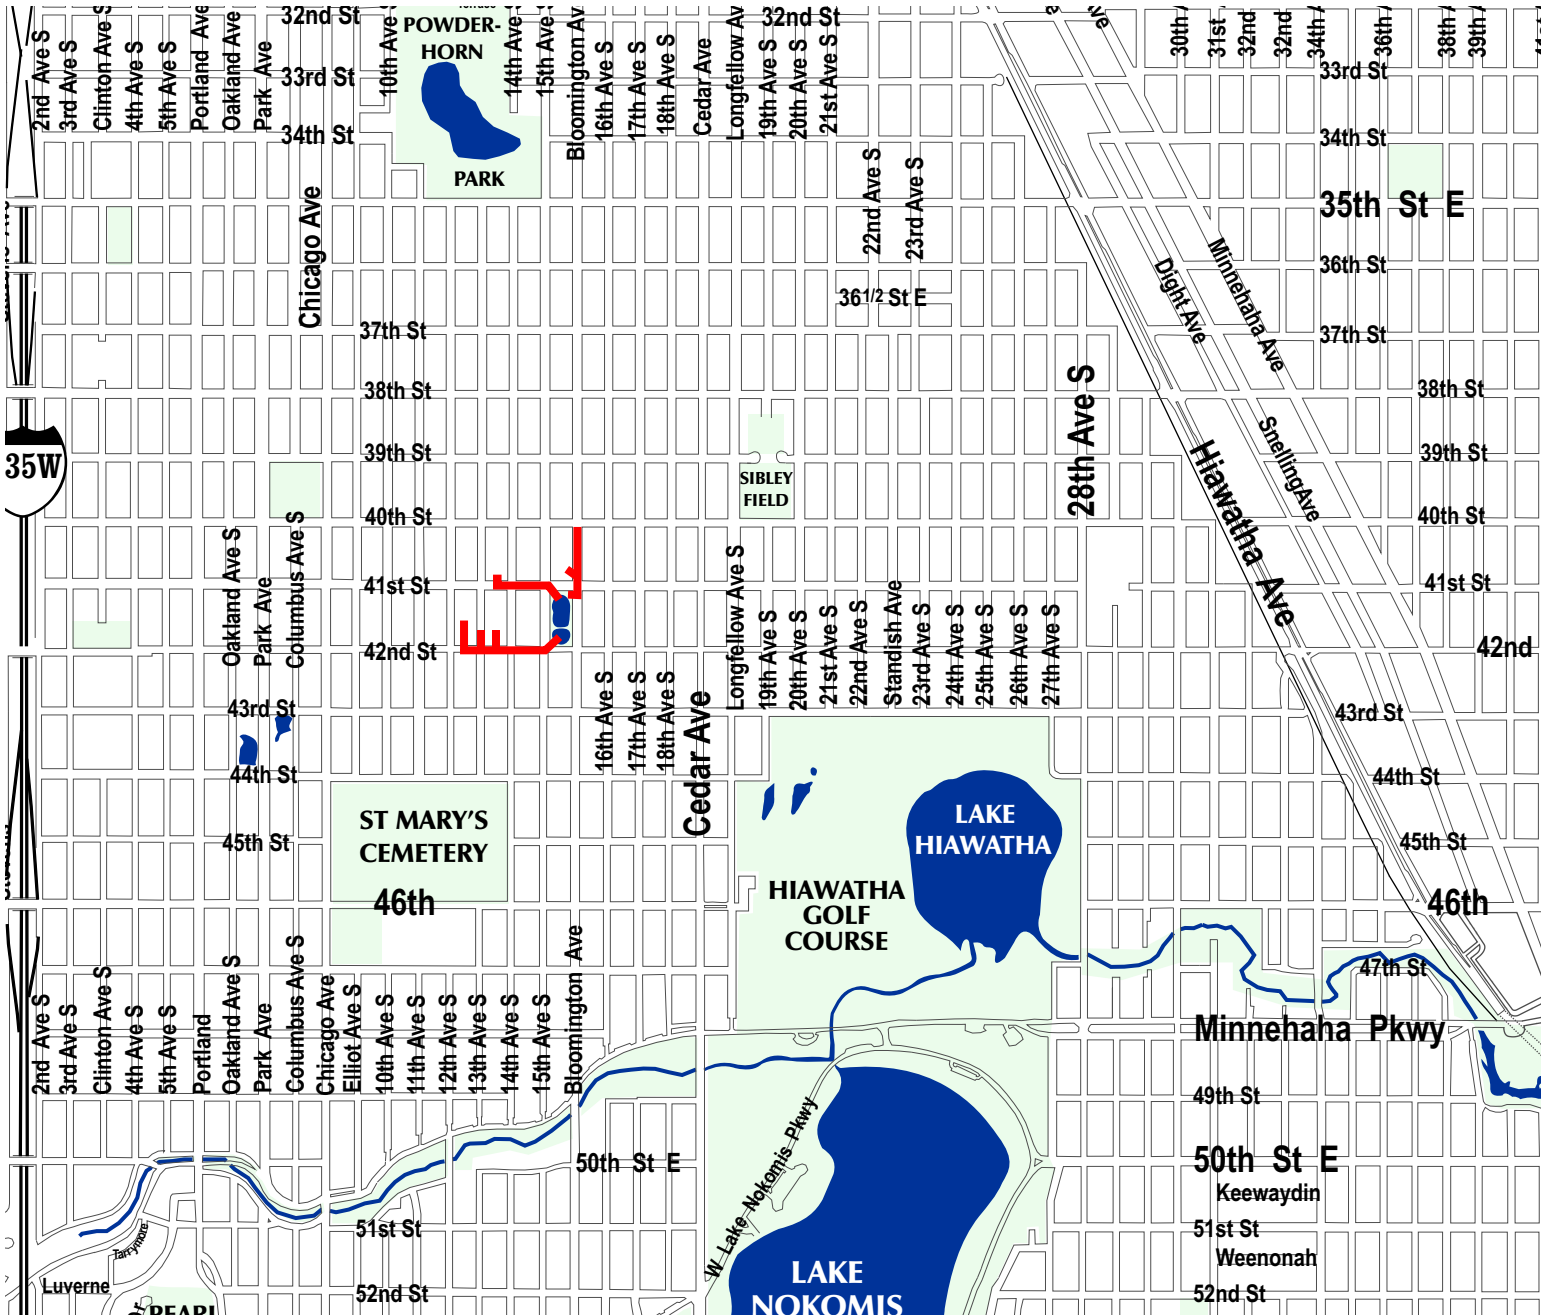 32nd St
32nd St
2nd Ave S
3rd Ave S
Clinton Ave S
4th Ave S
5th Ave S
Portland Ave
Oakland Ave
Park Ave
33rd St
34th St
10th Ave
POWDER-
HORN
PARK
14th Ave
15th Ave
Bloomington Av
16th Ave S
17th Ave S
18th Ave S
Cedar Ave
Longfellow Av
19th Ave S
20th Ave S
21st Ave S
30th
31st
32nd
32nd
34th
36th
38th
39th
33rd St
34th St
Chicago Ave
22nd Ave S
23rd Ave S
35th St E
36 1/2 St E
Dight Ave
Minnehaha Ave
36th St
37th St
37th St
38th St
38th St
28th Ave S
Hiawatha Ave
Snelling Ave
39th St
39th St
35W
SIBLEY
FIELD
40th St
40th St
Oakland Ave S
Park Ave
Columbus Ave S
41st St
41st St
42nd St
42nd
Longfellow Ave S
19th Ave S
20th Ave S
21st Ave S
22nd Ave S
Standish Ave
23rd Ave S
24th Ave S
25th Ave S
26th Ave S
27th Ave S
16th Ave S
17th Ave S
18th Ave S
Cedar Ave
43rd St
43rd St
44th St
44th St
ST MARY'S
CEMETERY
LAKE
HIAWATHA
45th St
45th St
46th
46th
HIAWATHA
GOLF
COURSE
47th St
2nd Ave S
3rd Ave S
Clinton Ave S
4th Ave S
5th Ave S
Portland
Oakland Ave S
Park Ave
Columbus Ave S
Chicago Ave
Elliot Ave S
10th Ave S
11th Ave S
12th Ave S
13th Ave S
14th Ave S
15th Ave S
Bloomington Ave
Minnehaha Pkwy
49th St
W Lake Nokomis Pkwy
50th St E
50th St E
Keewaydin
51st St
51st St
Weenonah
Tarrymore
Luverne
52nd St
52nd St
LAKE
NOKOMIS
PEARL